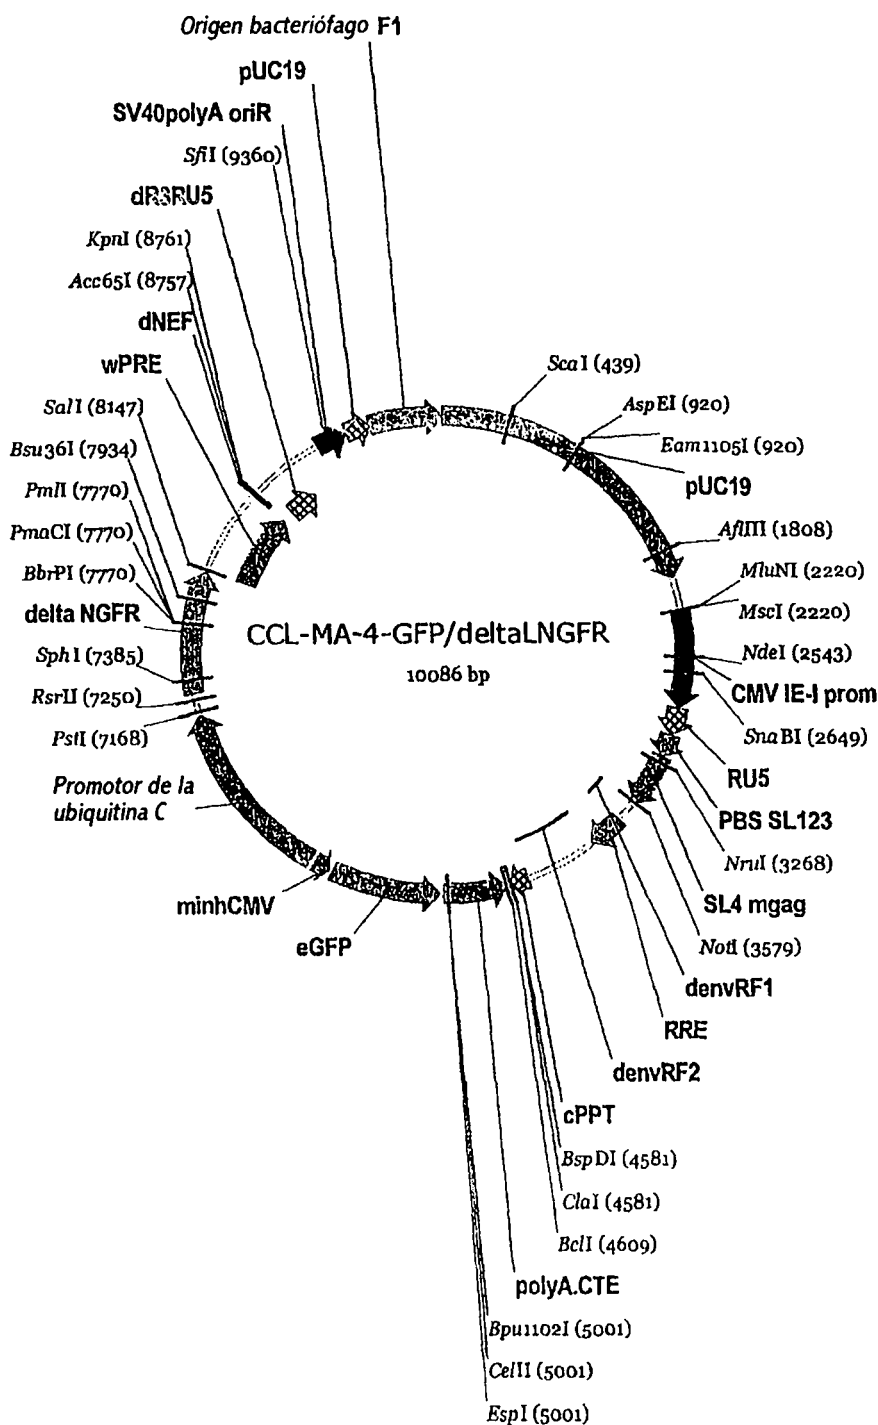 Origen bacteriófago F1
pUC19
SV40polyA oriR
SfiI (9360)
dR3RU5
KpnI (8761)
Acc65I (8757)
dNEF
wPRE
SalI (8147)
Bsu36I (7934)
PmlI (7770)
PmaCI (7770)
BbrPI (7770)
delta NGFR
SphI (7385)
RsrII (7250)
PstI (7168)
Promotor de la
ubiquitina C
minhCMV
eGFP
ScaI (439)
AspEI (920)
Eam1105I (920)
pUC19
AflIII (1808)
MluNI (2220)
MscI (2220)
NdeI (2543)
CMV IE-I prom
SnaBI (2649)
RU5
PBS SL123
NruI (3268)
SL4 mgag
NotI (3579)
denvRF1
RRE
denvRF2
cPPT
BspDI (4581)
ClaI (4581)
BclI (4609)
polyA.CTE
Bpu1102I (5001)
CelII (5001)
EspI (5001)
CCL-MA-4-GFP/deltaLNGFR
10086 bp